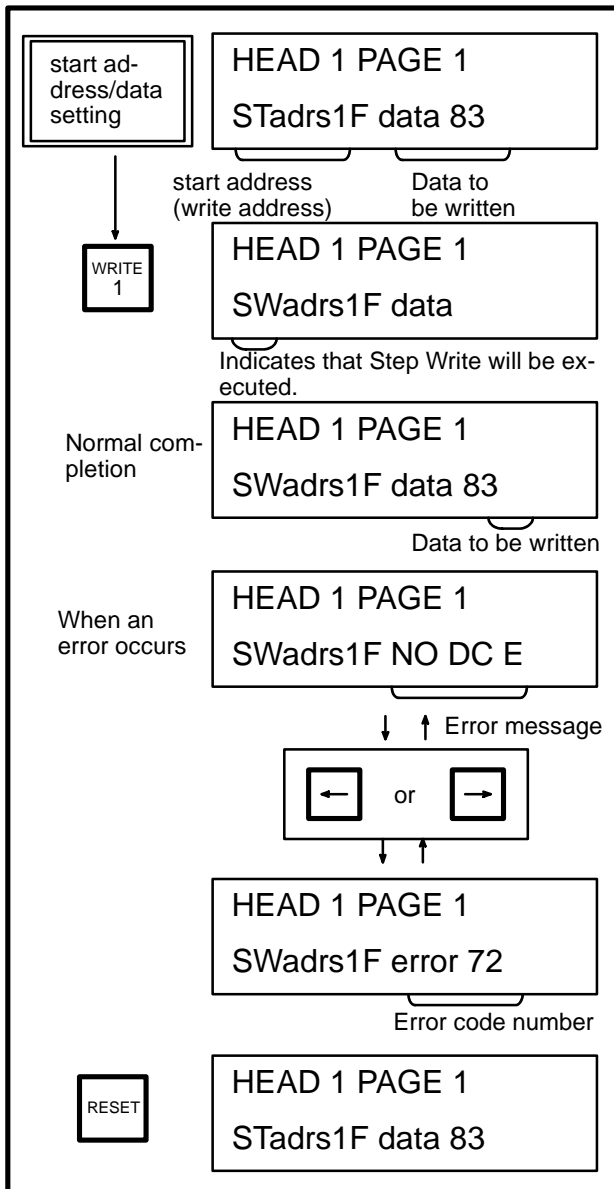 start ad-
dress/data
setting
HEAD 1 PAGE 1
STadrs1F data 83
start address
(write address)
Data to
be written
WRITE
1
HEAD 1 PAGE 1
SWadrs1F data
Indicates that Step Write will be ex-
ecuted.
Normal com-
pletion
HEAD 1 PAGE 1
SWadrs1F data 83
Data to be written
When an
error occurs
HEAD 1 PAGE 1
SWadrs1F NO DC E
↓ ↑ Error message
← or →
↓ ↑
HEAD 1 PAGE 1
SWadrs1F error 72
Error code number
RESET
HEAD 1 PAGE 1
STadrs1F data 83